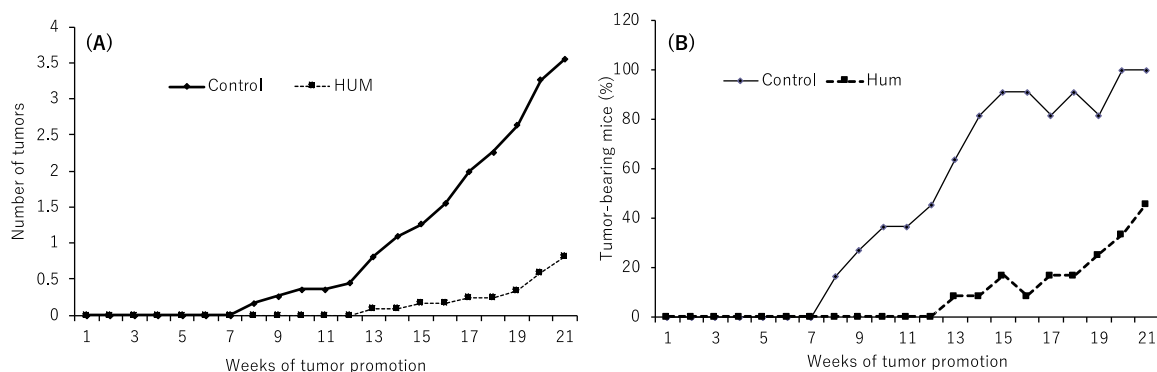 (A)
Number of tumors
4
3.5
3
2.5
2
1.5
1
0.5
0
Control HUM
1 3 5 7 9 11 13 15 17 19 21
Weeks of tumor promotion
(B)
Tumor-bearing mice (%)
120
100
80
60
40
20
0
Control Hum
1 3 5 7 9 11 13 15 17 19 21
Weeks of tumor promotion